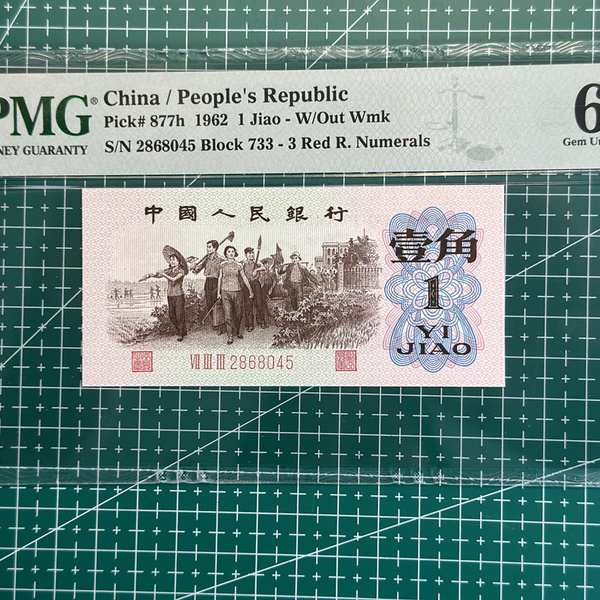 PMG® China / People's Republic
Pick# 877h 1962 1 Jiao - W/Out Wmk
NEY GUARANTY S/N 2868045 Block 733 - 3 Red R. Numerals
6
Gem Un
中國人民銀行
壹角
1
YI
JIAO
VII III III 2868045